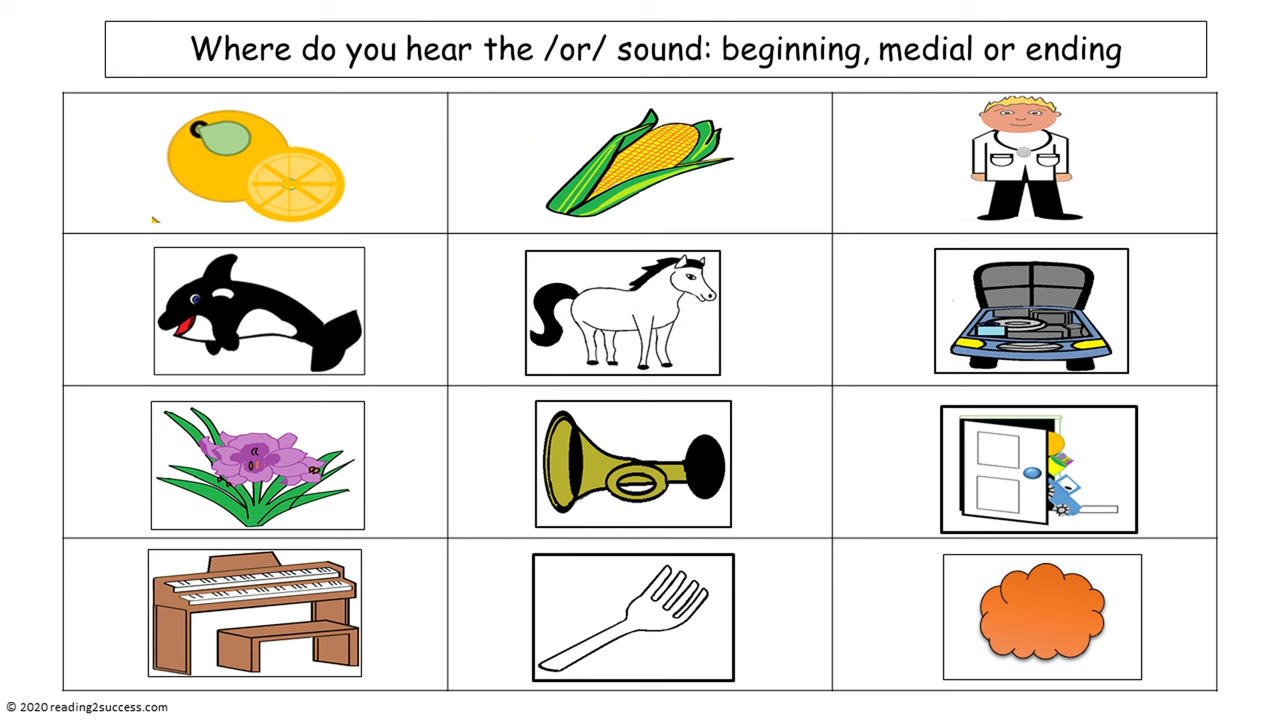 Where do you hear the /or/ sound: beginning, medial or ending
© 2020 reading2success.com